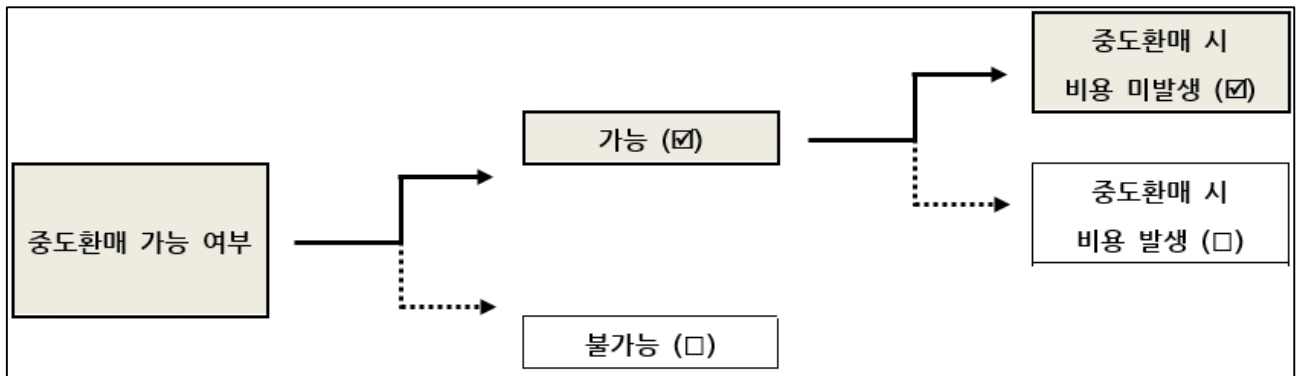 중도환매 가능 여부
가능 (☑)
불가능 (□)
중도환매 시
비용 미발생 (☑)
중도환매 시
비용 발생 (□)